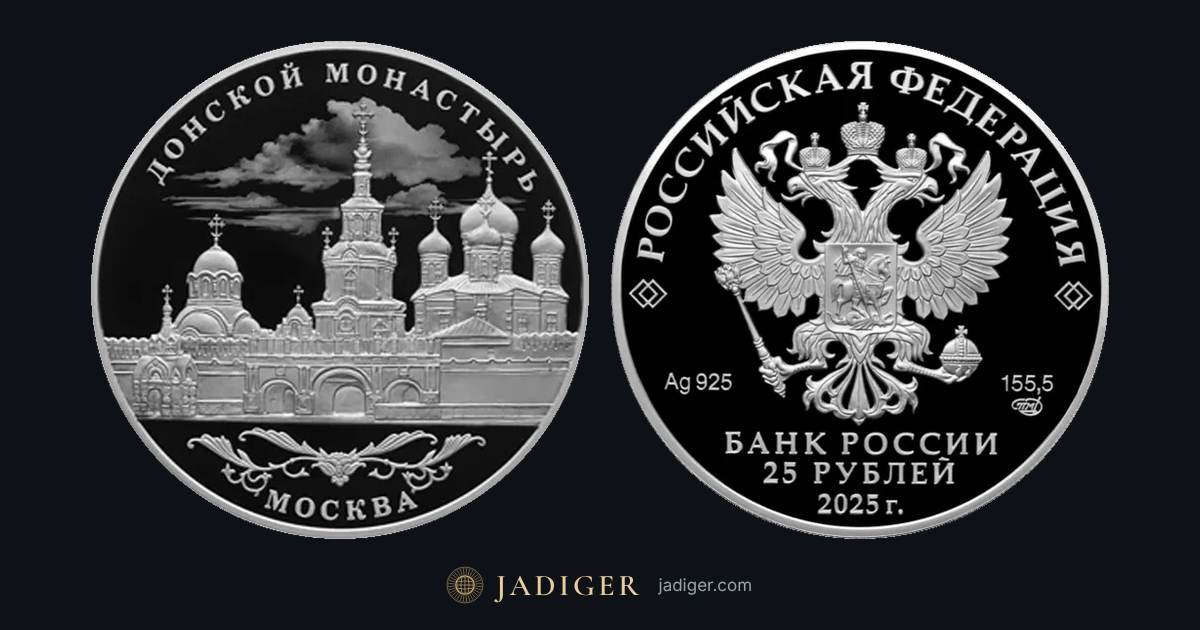 ДОНСКОЙ МОНАСТЫРЬ
МОСКВА
РОССИЙСКАЯ ФЕДЕРАЦИЯ
Ag 925
155,5
БАНК РОССИИ
25 РУБЛЕЙ
2025 г.
JADIGER
jadiger.com